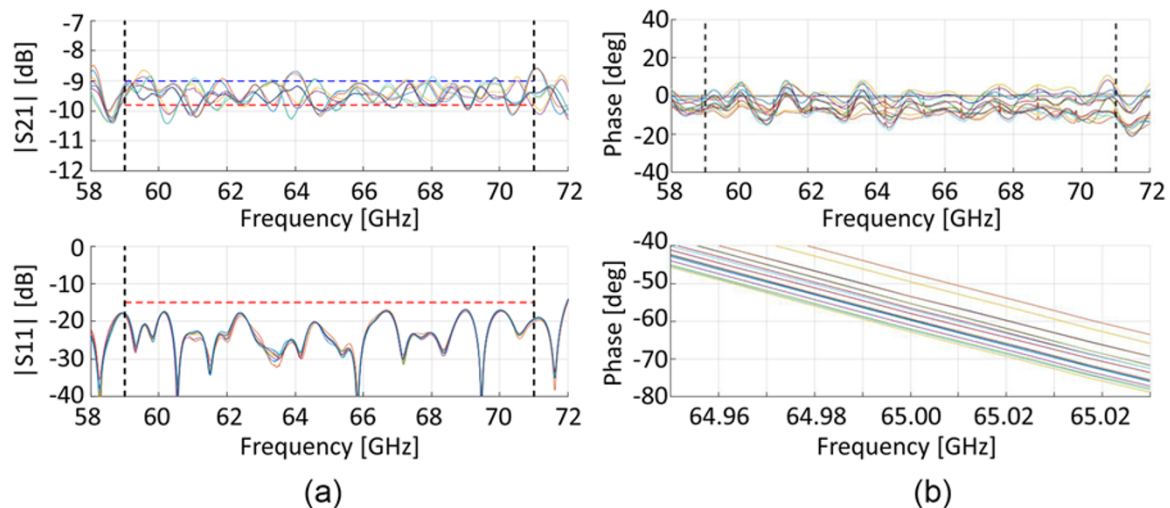 -7
-8
-9
-10
-11
-12
|S21| [dB]
58 60 62 64 66 68 70 72
Frequency [GHz]
0
-10
-20
-30
-40
|S11| [dB]
58 60 62 64 66 68 70 72
Frequency [GHz]
(a)
40
20
0
-20
-40
Phase [deg]
58 60 62 64 66 68 70 72
Frequency [GHz]
-40
-50
-60
-70
-80
Phase [deg]
64.96 64.98 65.00 65.02 65.02
Frequency [GHz]
(b)